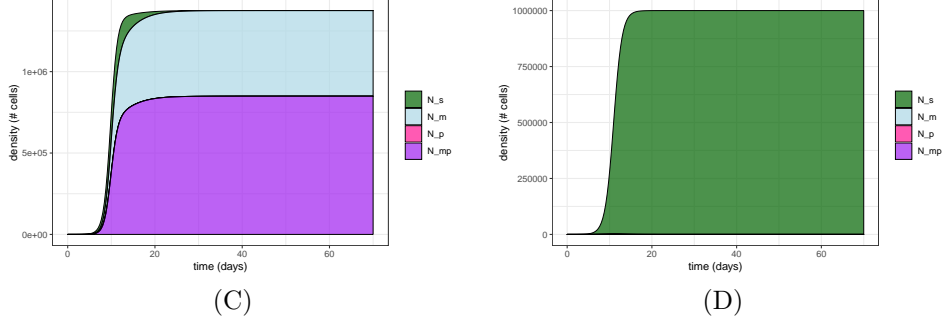 1e+06
5e+05
0e+00
density (# cells)
0
20
40
60
time (days)
N_s
N_m
N_p
N_mp
(C)
1000000
750000
500000
250000
0
density (# cells)
0
20
40
60
time (days)
N_s
N_m
N_p
N_mp
(D)